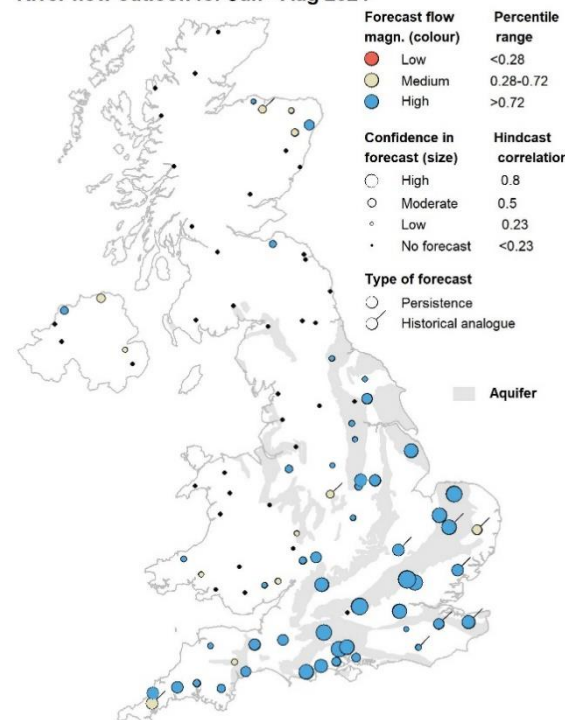 Forecast flow Percentile
magn. (colour) range
Low <0.28
Medium 0.28-0.72
High >0.72
Confidence in Hindcast
forecast (size) correlation
High 0.8
Moderate 0.5
Low 0.23
No forecast <0.23
Type of forecast
Persistence
Historical analogue
Aquifer